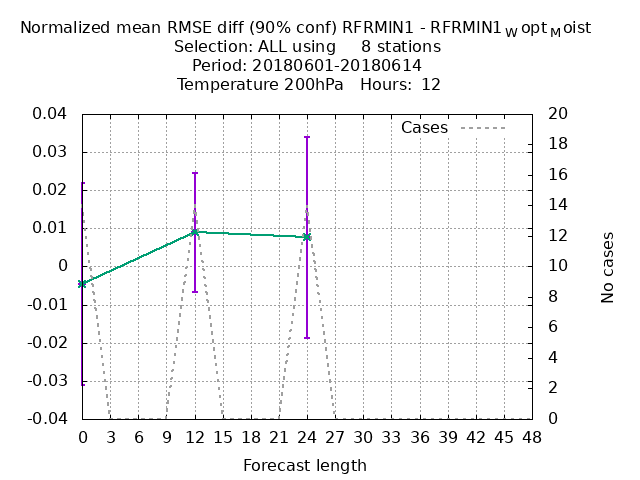 Normalized mean RMSE diff (90% conf) RFRMIN1 - RFRMIN1WoptMoist
Selection: ALL using 8 stations
Period: 20180601-20180614
Temperature 200hPa Hours: 12
Cases
0.04
0.03
0.02
0.01
0
-0.01
-0.02
-0.03
-0.04
20
18
16
14
12
10
8
6
4
2
0
No cases
0 3 6 9 12 15 18 21 24 27 30 33 36 39 42 45 48
Forecast length